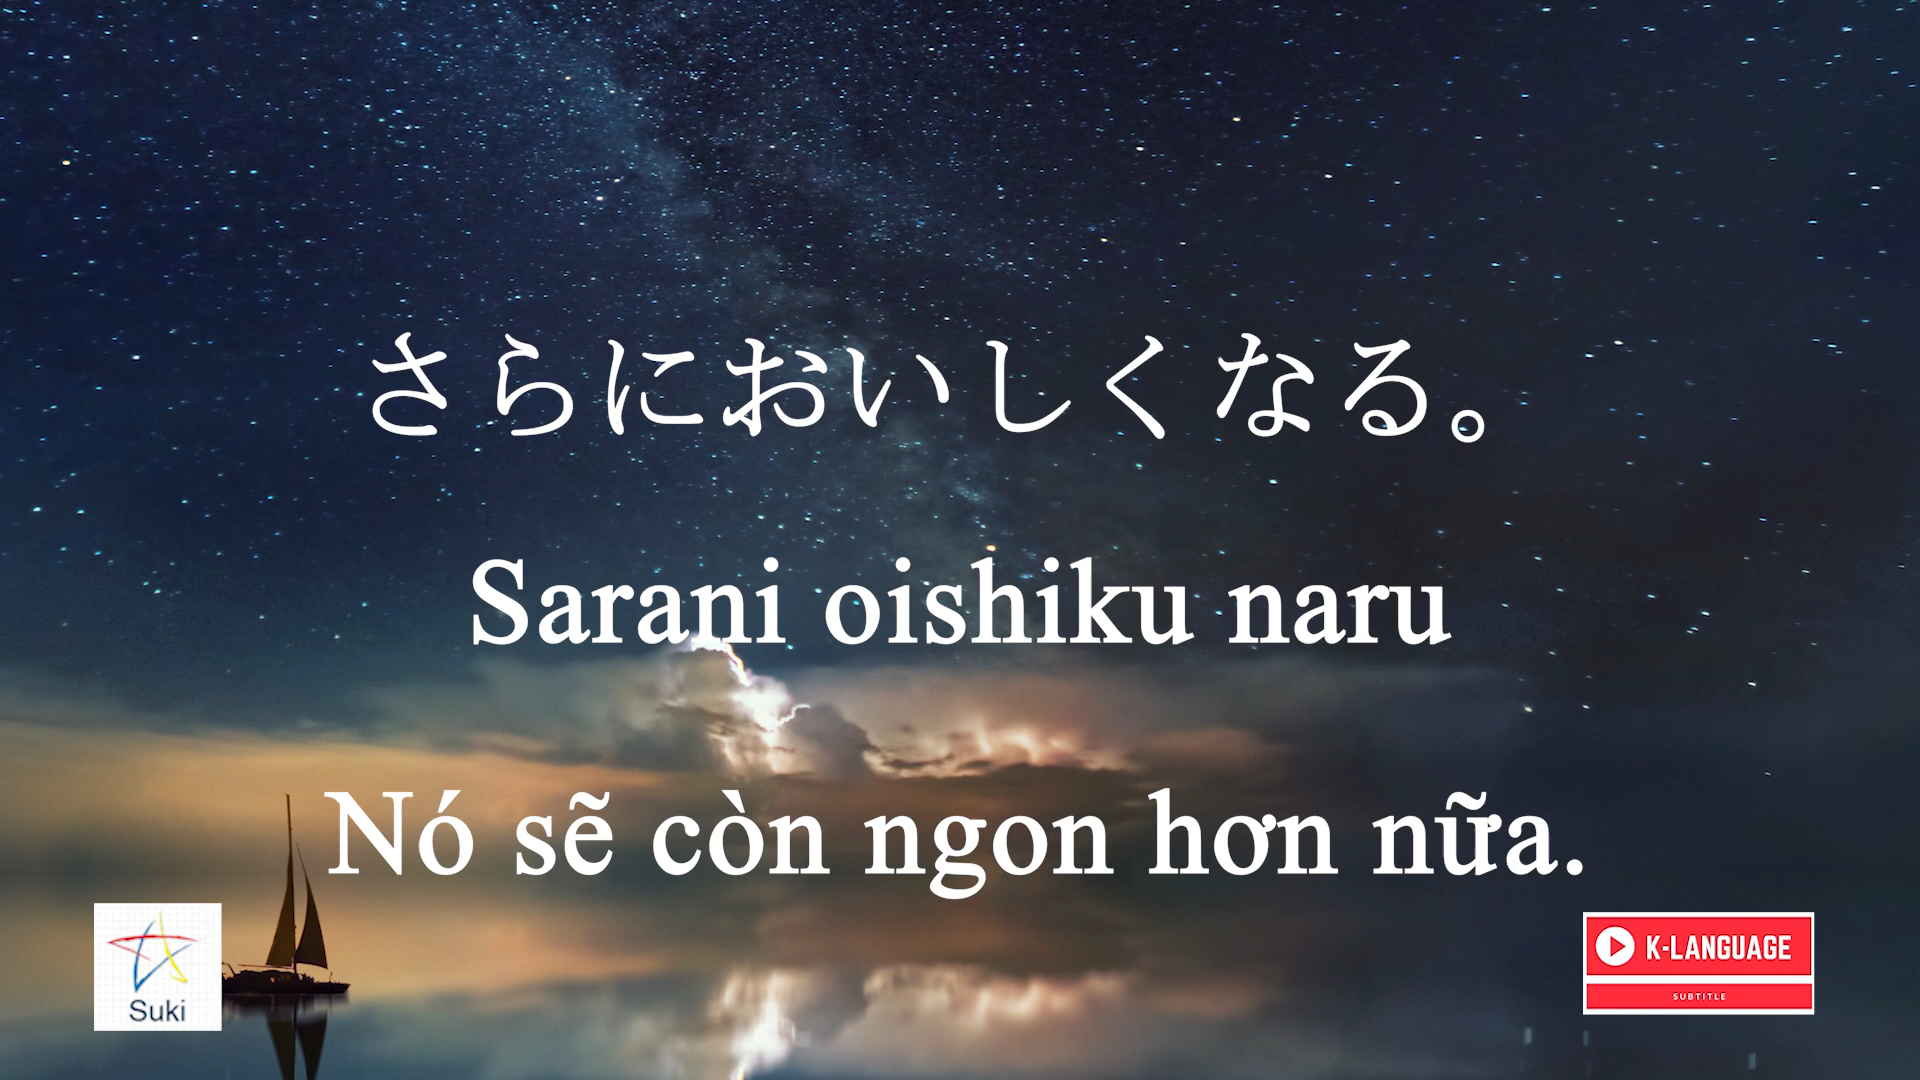 さらにおいしくなる。
Sarani oishiku naru
Nó sẽ còn ngon hơn nữa.
Suki
K-LANGUAGE
SUBTITLE